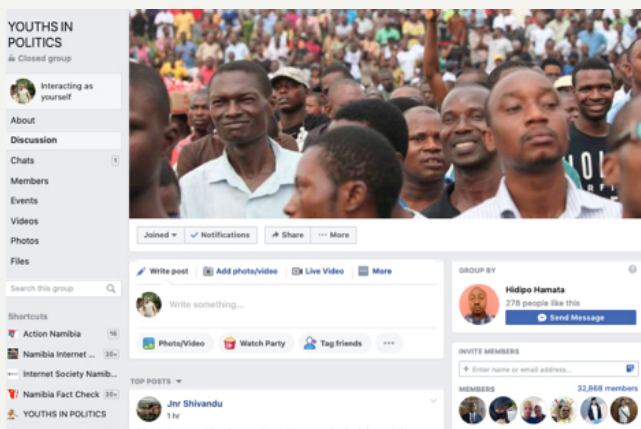 YOUTHS IN
POLITICS
Closed group
Interacting as
yourself
About
Discussion
Chats
1
Members
Events
Videos
Photos
Files
Search this group
Shortcuts
Action Namibia
16
Namibia Internet ...
20+
Internet Society Namib...
Namibia Fact Check
20+
YOUTHS IN POLITICS
Joined
Notifications
Share
More
Write post
Add photo/video
Live Video
More
Write something...
Photo/Video
Watch Party
Tag friends
TOP POSTS
Jnr Shivandu
1 hr
GROUP BY
Hidipo Hamata
278 people like this
Send Message
INVITE MEMBERS
+ Enter name or email address...
MEMBERS
32,868 members